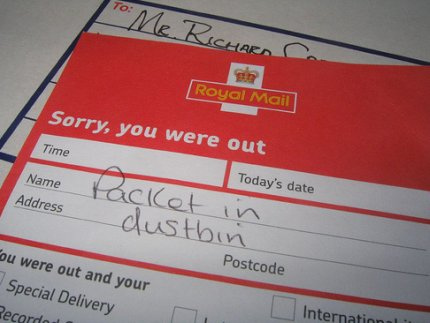 To:
Mr. Richard
Royal Mail
Sorry, you were out
Time
Today's date
Name Packet in
Address dustbin
Postcode
You were out and your
Special Delivery
Recorded
International